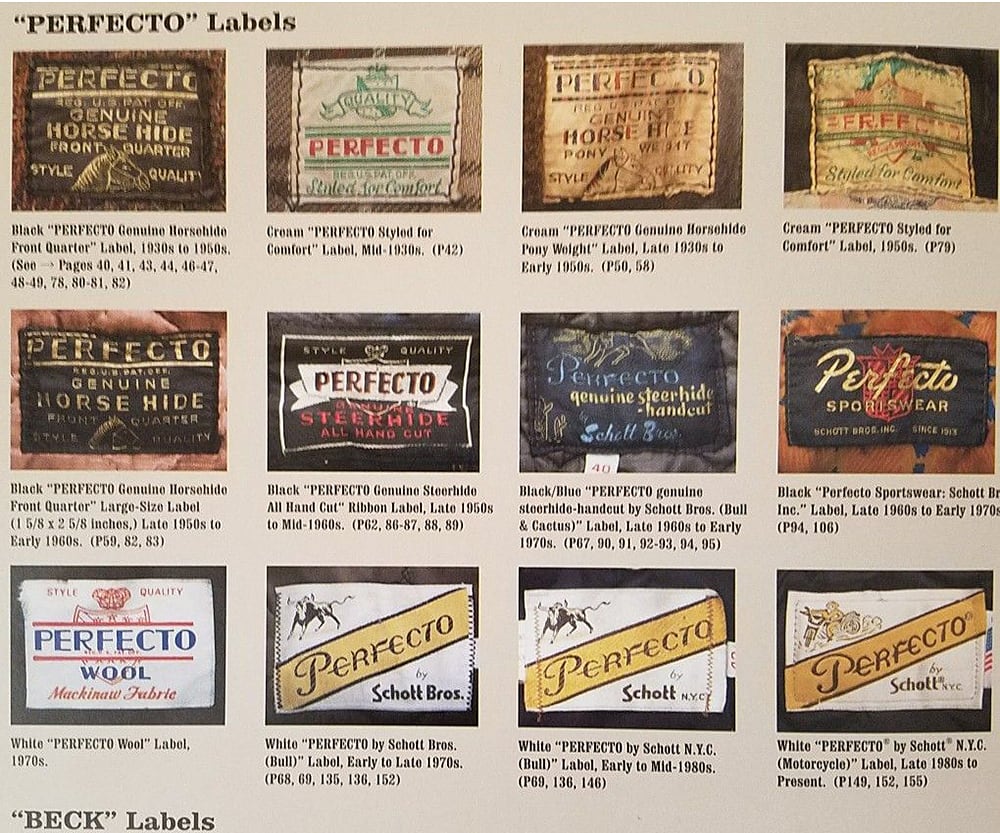 “PERFECTO” Labels
PERFECTO
REG. U.S. PAT. OFF.
GENUINE
HORSE HIDE
FRONT QUARTER
STYLE QUALITY
QUALITY
PERFECTO
REG. U.S. PAT. OFF.
Styled for Comfort
PERFECTO
GENUINE
HORSE HIDE
PONY
STYLE QUALITY
PERFECTO
Styled for Comfort
Black “PERFECTO Genuine Horsehide
Front Quarter” Label, 1930s to 1950s.
(See → Pages 40, 41, 43, 44, 46-47,
48-49, 78, 80-81, 82)
Cream “PERFECTO Styled for
Comfort” Label, Mid-1930s. (P42)
Cream “PERFECTO Genuine Horsehide
Pony Weight” Label, Late 1930s to
Early 1950s. (P50, 58)
Cream “PERFECTO Styled for
Comfort” Label, 1950s. (P79)
PERFECTO
REG. U.S. PAT. OFF.
GENUINE
HORSE HIDE
FRONT QUARTER
STYLE QUALITY
STYLE QUALITY
PERFECTO
GENUINE
STEERHIDE
ALL HAND CUT
Perfecto
genuine steerhide
-handcut
Schott Bros.
40
Perfecto
SPORTSWEAR
SCHOTT BROS. INC. SINCE 1913
Black “PERFECTO Genuine Horsehide
Front Quarter” Large-Size Label
(1 5/8 x 2 5/8 inches,) Late 1950s to
Early 1960s. (P59, 82, 83)
Black “PERFECTO Genuine Steerhide
All Hand Cut” Ribbon Label, Late 1950s
to Mid-1960s. (P62, 86-87, 88, 89)
Black/Blue “PERFECTO genuine
steerhide-handcut by Schott Bros. (Bull
& Cactus)” Label, Late 1960s to Early
1970s. (P67, 90, 91, 92-93, 94, 95)
Black “Perfecto Sportswear: Schott Br
Inc.” Label, Late 1960s to Early 1970s
(P94, 106)
STYLE QUALITY
PERFECTO
WOOL
Mackinaw Fabric
PERFECTO
by
Schott Bros.
PERFECTO
by
Schott N.Y.C.
PERFECTO®
by
Schott® N.Y.C.
White “PERFECTO Wool” Label,
1970s.
White “PERFECTO by Schott Bros.
(Bull)” Label, Early to Late 1970s.
(P68, 69, 135, 136, 152)
White “PERFECTO by Schott N.Y.C.
(Bull)” Label, Early to Mid-1980s.
(P69, 136, 146)
White “PERFECTO® by Schott® N.Y.C.
(Motorcycle)” Label, Late 1980s to
Present. (P149, 152, 155)
“BECK” Labels